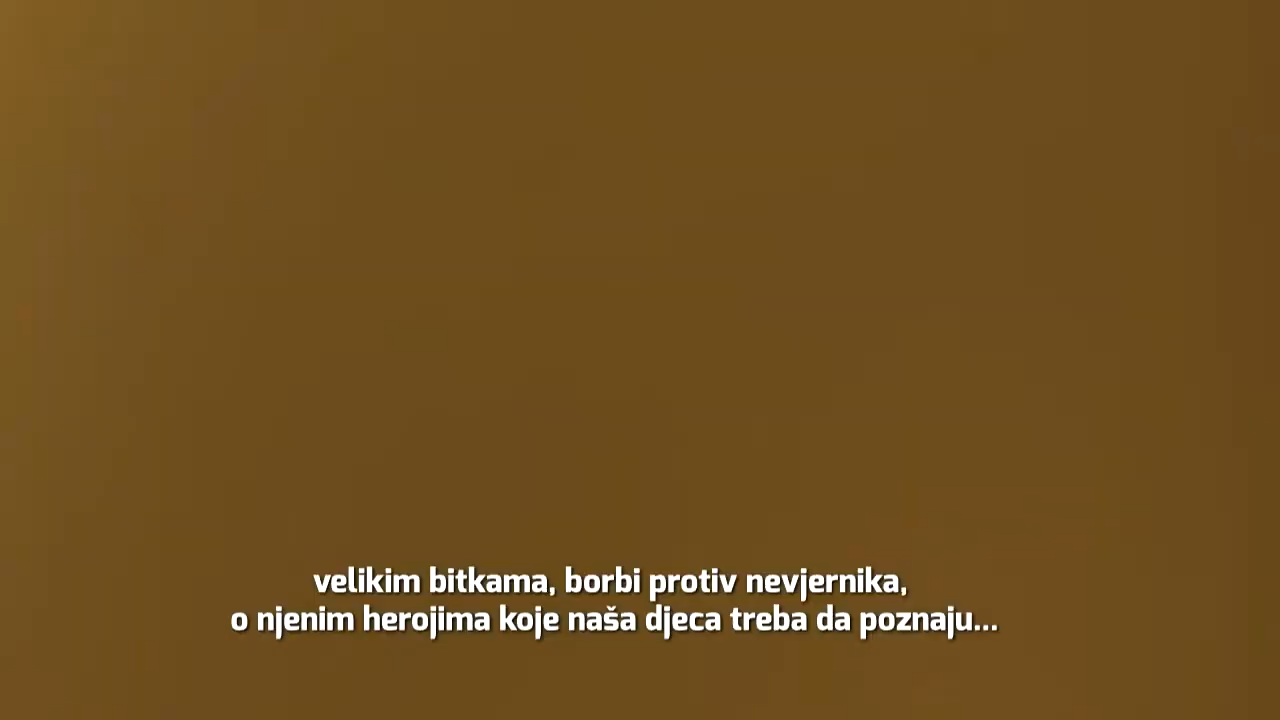 velikim bitkama, borbi protiv nevjernika,
o njenim herojima koje naša djeca treba da poznaju...